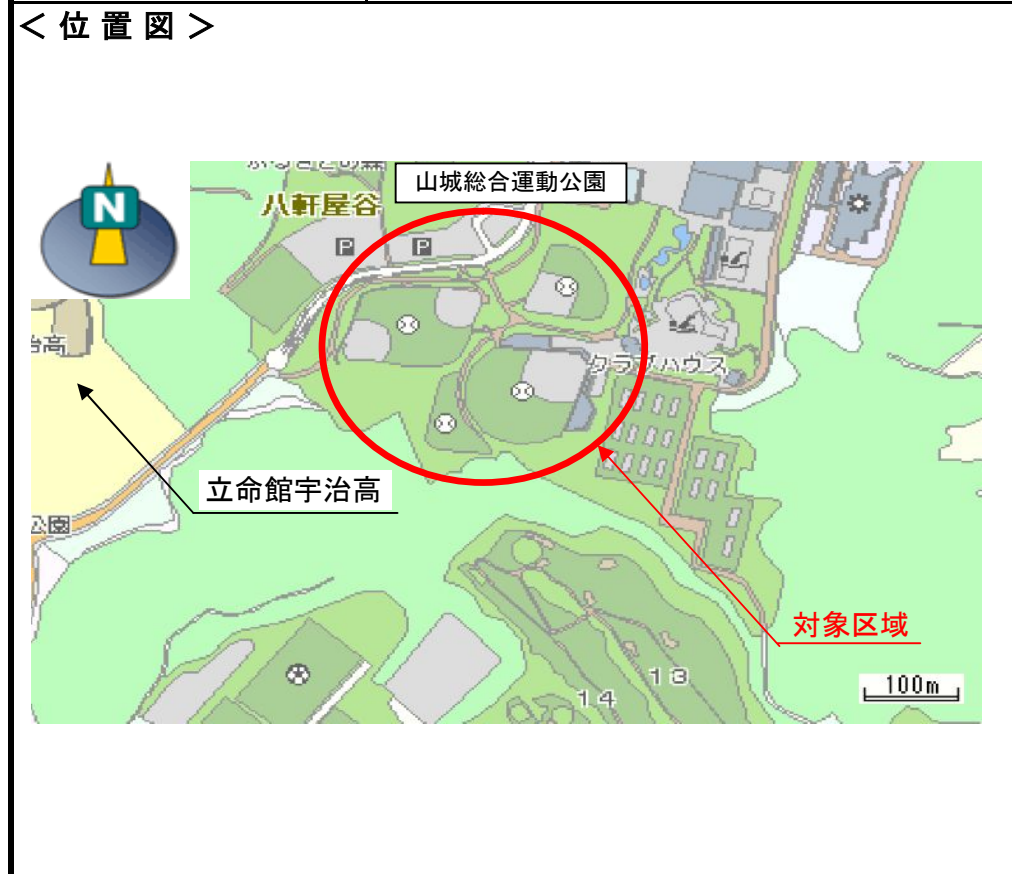 ＜位置図＞
山城総合運動公園
N
八軒屋谷
P
P
治高
クラブハウス
立命館宇治高
公園
対象区域
13
14
100m